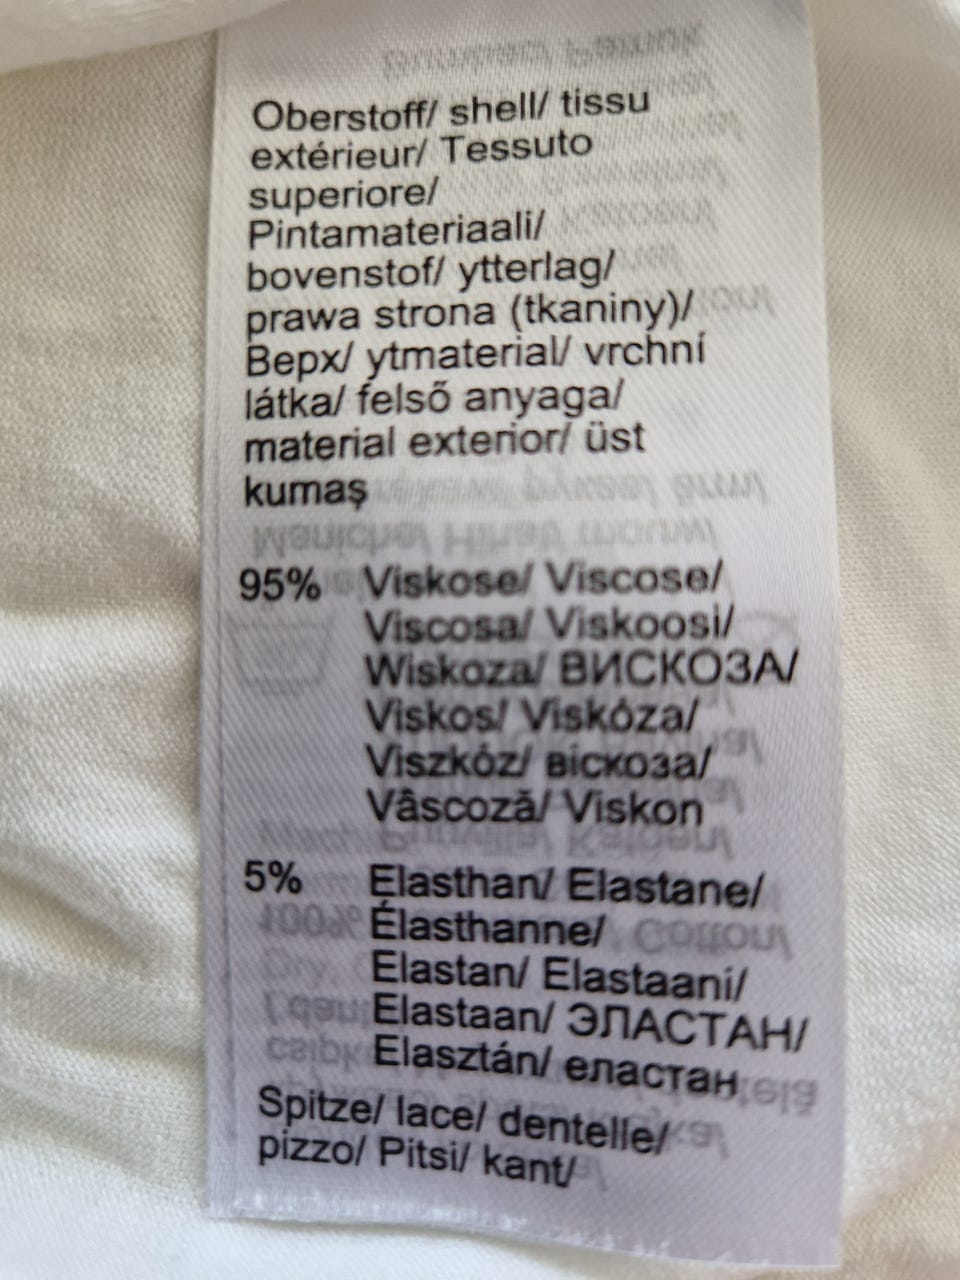 Oberstoff/ shell/ tissu
extérieur/ Tessuto
superiore/
Pintamateriaali/
bovenstof/ ytterlag/
prawa strona (tkaniny)/
Верх/ ytmaterial/ vrchní
látka/ felső anyaga/
material exterior/ üst
kumaş
95% Viskose/ Viscose/
Viscosa/ Viskoosi/
Wiskoza/ ВИСКОЗА/
Viskos/ Viskóza/
Viszkóz/ віскоза/
Vâscoză/ Viskon
5% Elasthan/ Elastane/
Élasthanne/
Elastan/ Elastaani/
Elastaan/ ЭЛАСТАН/
Elasztán/ еластан
Spitze/ lace/ dentelle/
pizzo/ Pitsi/ kant/